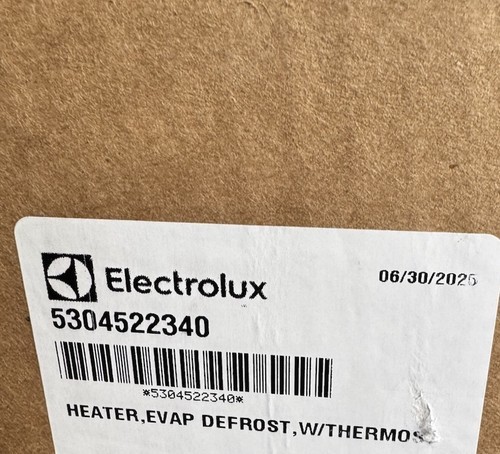 Electrolux
06/30/2025
5304522340
*5304522340*
HEATER,EVAP DEFROST,W/THERMOS